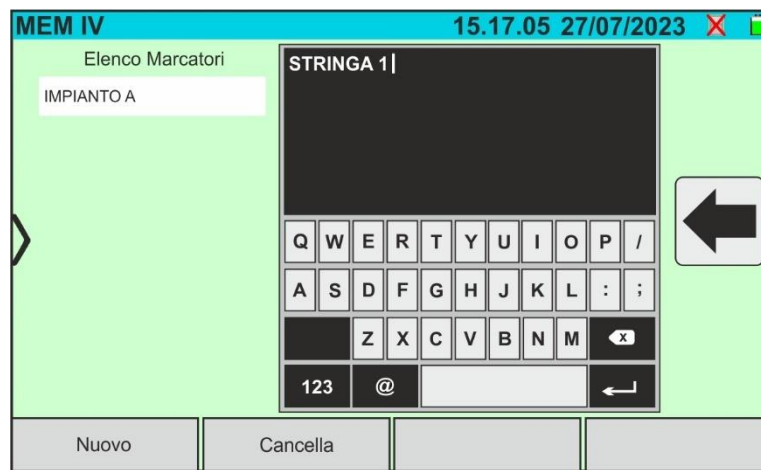 MEM IV 15.17.05 27/07/2023
Elenco Marcatori
IMPIANTO A
STRINGA 1
Q W E R T Y U I O P /
A S D F G H J K L : ;
Z X C V B N M X
123 @
Nuovo Cancella